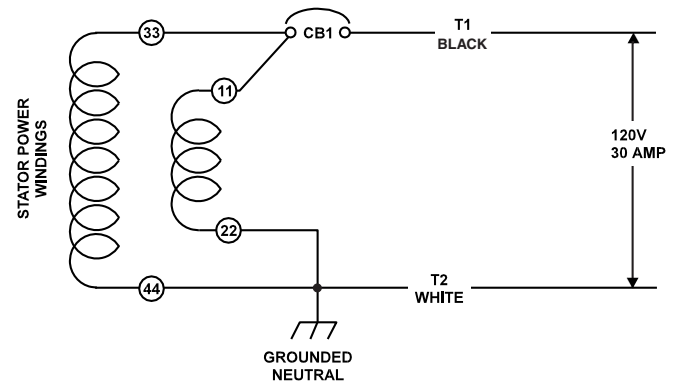 33
CB1
T1
BLACK
11
STATOR POWER
WINDINGS
120V
30 AMP
22
44
T2
WHITE
GROUNDED
NEUTRAL